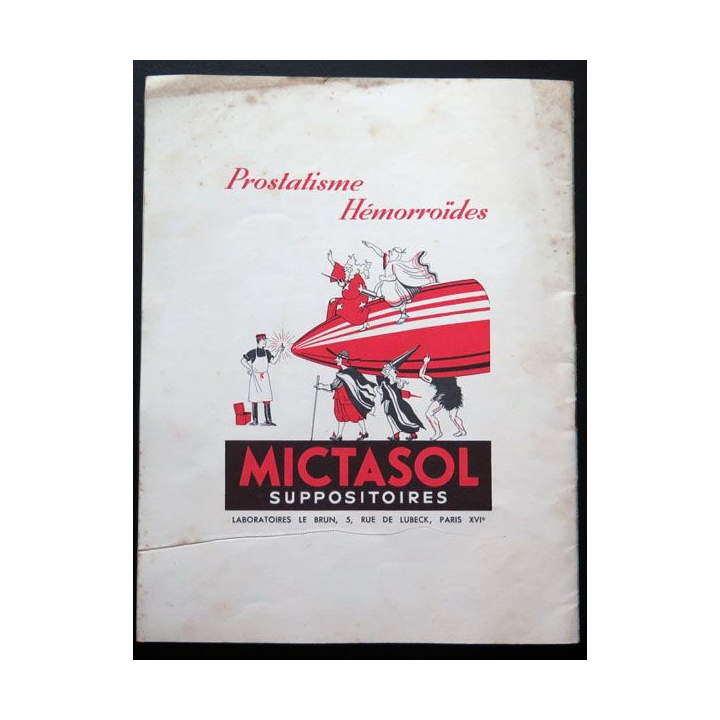 Prostatisme
Hémorroïdes
MICTASOL
SUPPOSITOIRES
LABORATOIRES LE BRUN, 5, RUE DE LUBECK, PARIS XVIe